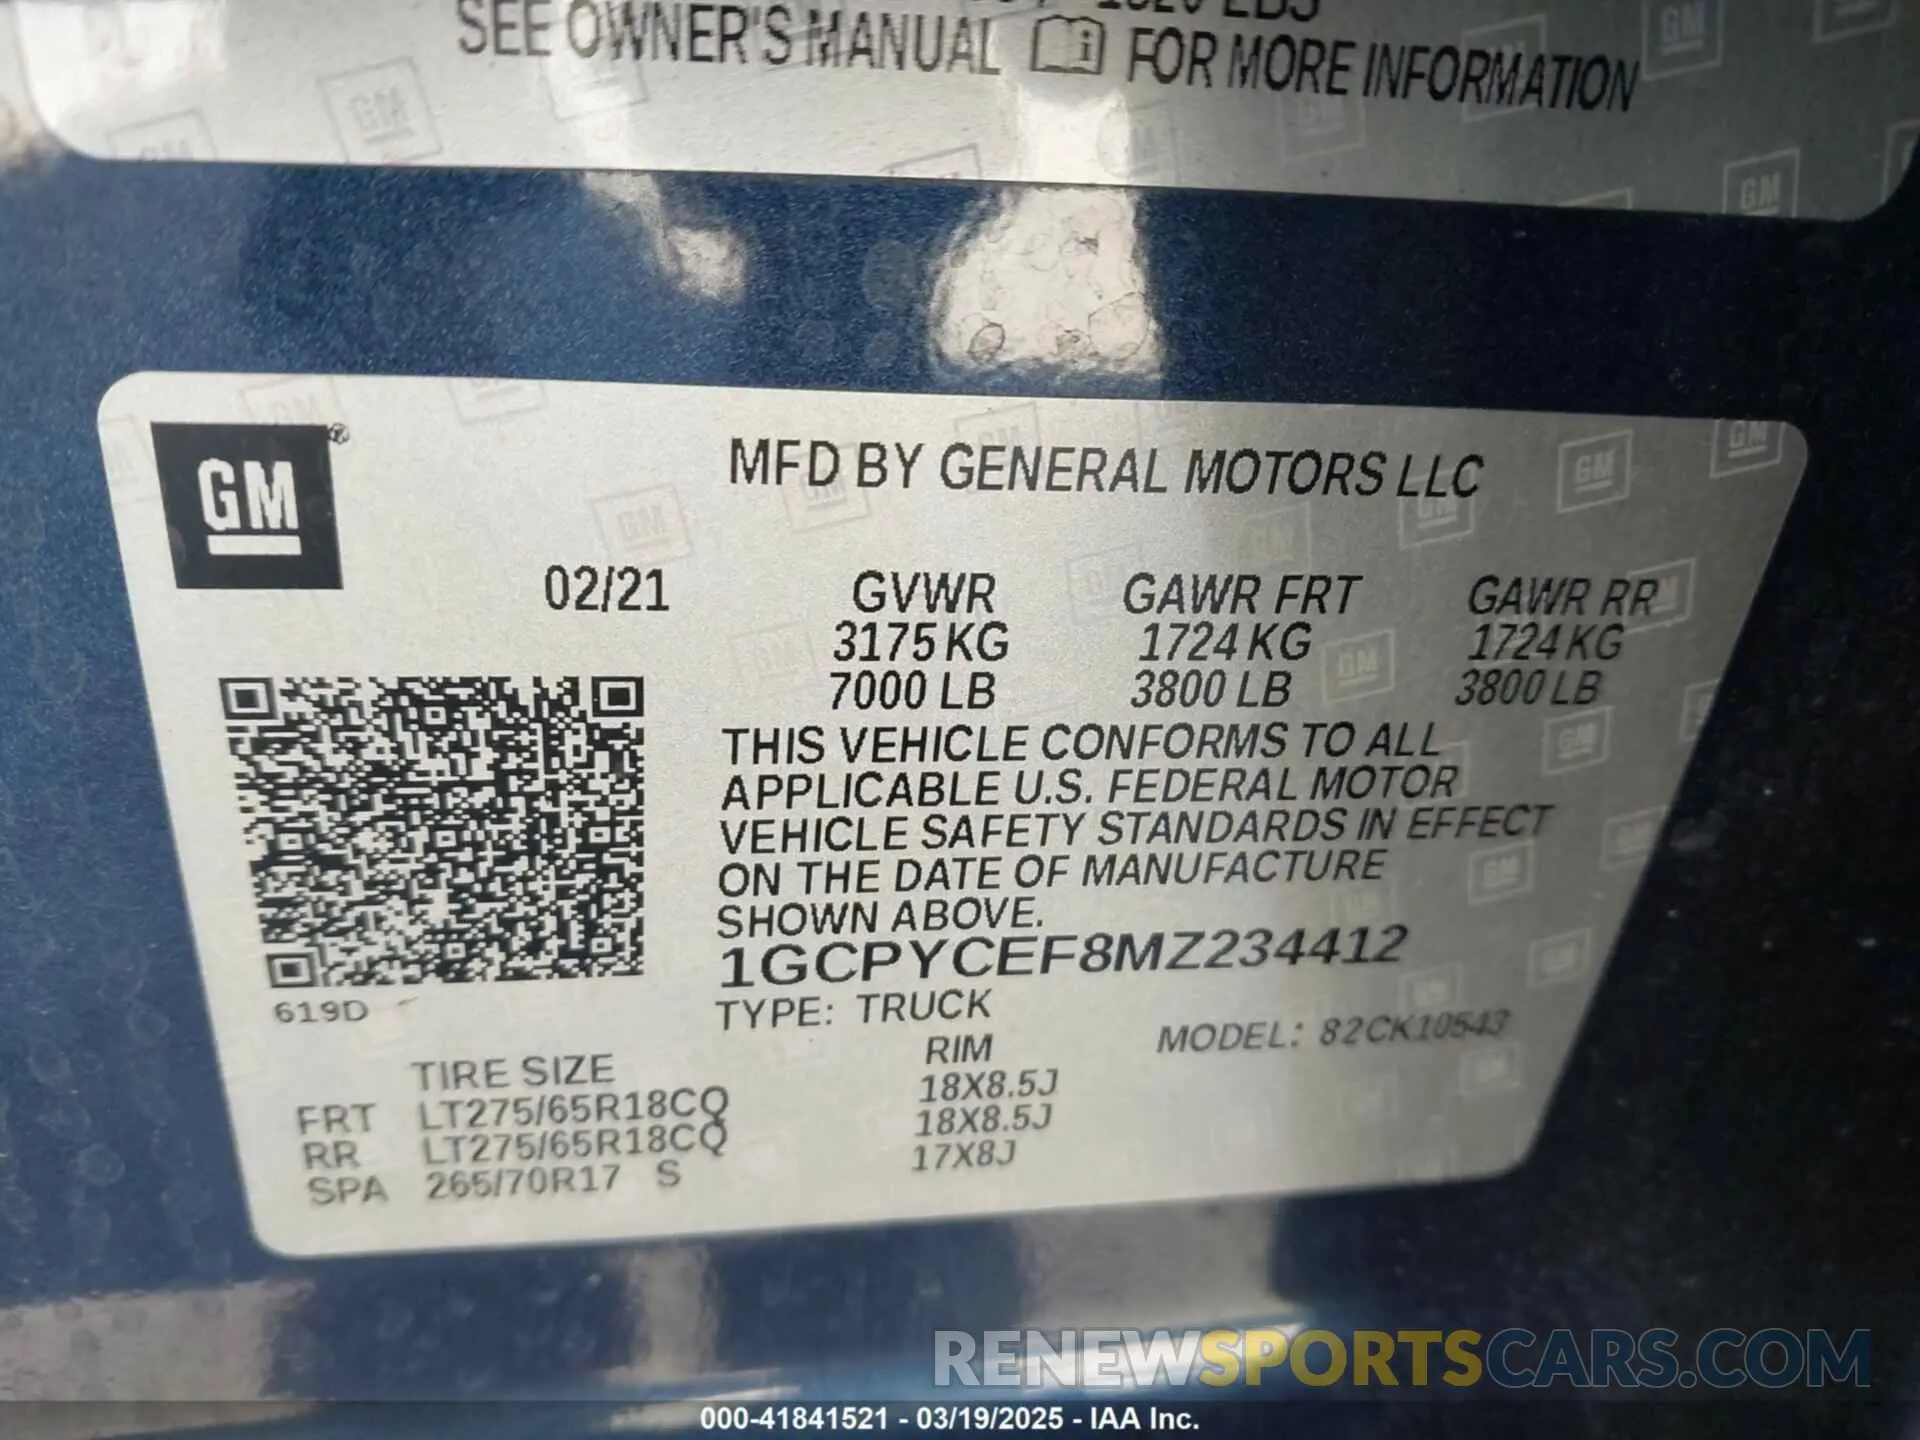 LBS
SEE OWNER'S MANUAL FOR MORE INFORMATION
GM ®
MFD BY GENERAL MOTORS LLC
02/21 GVWR GAWR FRT GAWR RR
3175 KG 1724 KG 1724 KG
7000 LB 3800 LB 3800 LB
THIS VEHICLE CONFORMS TO ALL
APPLICABLE U.S. FEDERAL MOTOR
VEHICLE SAFETY STANDARDS IN EFFECT
ON THE DATE OF MANUFACTURE
SHOWN ABOVE.
1GCPYCEF8MZ234412
619D
TYPE: TRUCK
MODEL: 82CK10543
TIRE SIZE RIM
FRT LT275/65R18CQ 18X8.5J
RR LT275/65R18CQ 18X8.5J
SPA 265/70R17 S 17X8J
RENEWSPORTSCARS.COM
000-41841521 - 03/19/2025 - IAA Inc.